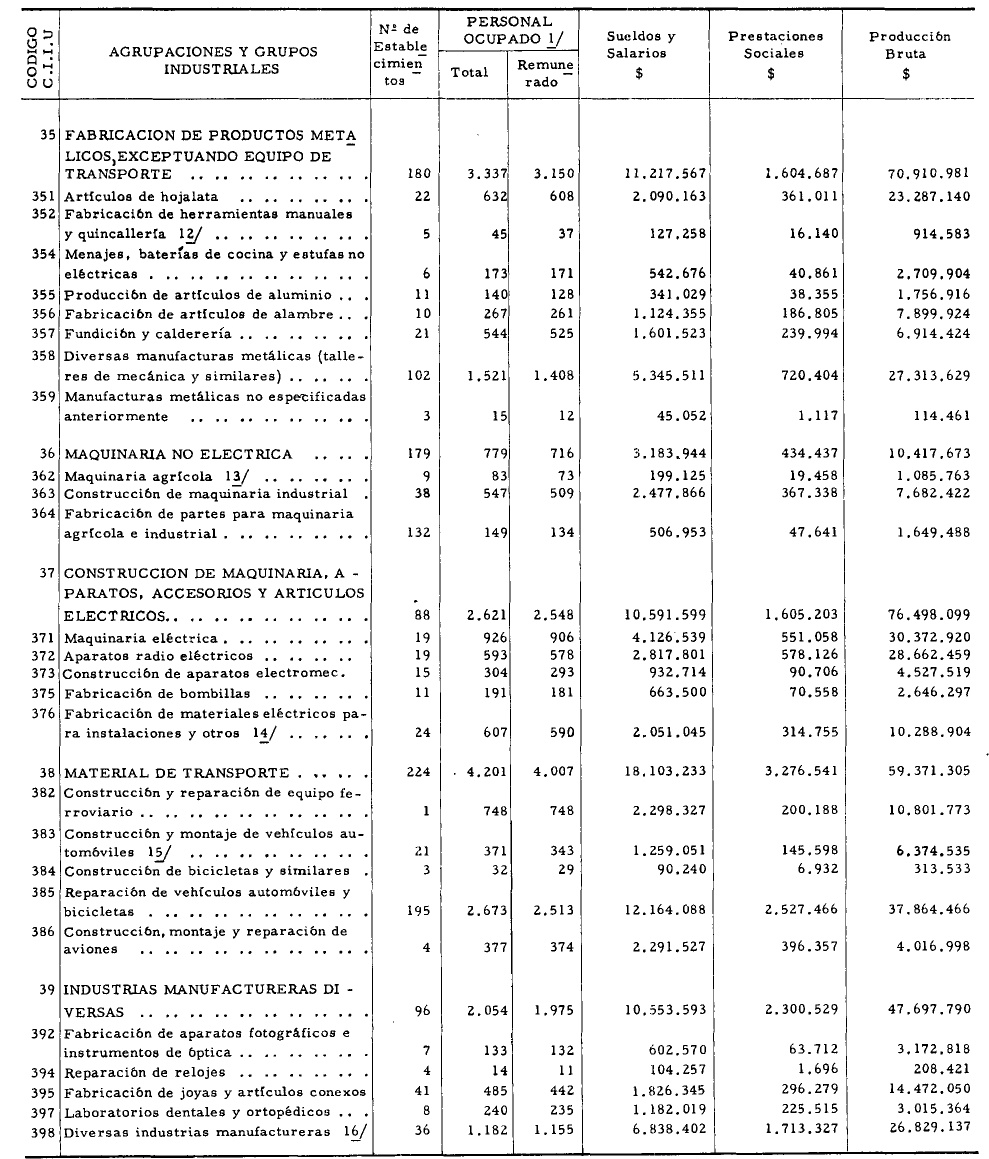 CODIGO C.I.I.U
AGRUPACIONES Y GRUPOS INDUSTRIALES
Nº de Establecimientos
PERSONAL OCUPADO 1/
Total
Remunerado
Sueldos y Salarios $
Prestaciones Sociales $
Producción Bruta $
35 FABRICACION DE PRODUCTOS META
LICOS, EXCEPTUANDO EQUIPO DE
TRANSPORTE .. .. .. .. .. .. . 180 3.337 3.150 11.217.567 1.604.687 70.910.981
351 Artículos de hojalata .. .. .. .. . 22 632 608 2.090.163 361.011 23.287.140
352 Fabricación de herramientas manuales
y quincallería 12/ .. .. .. .. .. . 5 45 37 127.258 16.140 914.583
354 Menajes, baterías de cocina y estufas no
eléctricas . .. .. .. .. .. .. .. . 6 173 171 542.676 40.861 2.709.904
355 Producción de artículos de aluminio .. . 11 140 128 341.029 38.355 1.756.916
356 Fabricación de artículos de alambre .. . 10 267 261 1.124.355 186.805 7.899.924
357 Fundición y calderería .. .. .. .. . 21 544 525 1.601.523 239.994 6.914.424
358 Diversas manufacturas metálicas (talle-
res de mecánica y similares) .. .. .. . 102 1.521 1.408 5.345.511 720.404 27.313.629
359 Manufacturas metálicas no especificadas
anteriormente .. .. .. .. .. .. . 3 15 12 45.052 1.117 114.461
36 MAQUINARIA NO ELECTRICA .. .. . 179 779 716 3.183.944 434.437 10.417.673
362 Maquinaria agrícola 13/ .. .. .. .. . 9 83 73 199.125 19.458 1.085.763
363 Construcción de maquinaria industrial . 38 547 509 2.477.866 367.338 7.682.422
364 Fabricación de partes para maquinaria
agrícola e industrial . .. .. .. .. .. . 132 149 134 506.953 47.641 1.649.488
37 CONSTRUCCION DE MAQUINARIA, A -
PARATOS, ACCESORIOS Y ARTICULOS
ELECTRICOS.. .. .. .. .. .. .. . 88 2.621 2.548 10.591.599 1.605.203 76.498.099
371 Maquinaria eléctrica . .. .. .. .. .. . 19 926 906 4.126.539 551.058 30.372.920
372 Aparatos radio eléctricos .. .. .. .. 19 593 578 2.817.801 578.126 28.662.459
373 Construcción de aparatos electromec. 15 304 293 932.714 90.706 4.527.519
375 Fabricación de bombillas .. .. .. .. . 11 191 181 663.500 70.558 2.646.297
376 Fabricación de materiales eléctricos pa-
ra instalaciones y otros 14/ .. .. .. . 24 607 590 2.051.045 314.755 10.288.904
38 MATERIAL DE TRANSPORTE . .. .. . 224 4.201 4.007 18.103.233 3.276.541 59.371.305
382 Construcción y reparación de equipo fe-
rroviario .. .. .. .. .. .. .. .. . 1 748 748 2.298.327 200.188 10.801.773
383 Construcción y montaje de vehículos au-
tomóviles 15/ .. .. .. .. .. .. . 21 371 343 1.259.051 145.598 6.374.535
384 Construcción de bicicletas y similares . 3 32 29 90.240 6.932 313.533
385 Reparación de vehículos automóviles y
bicicletas . .. .. .. .. .. .. .. . 195 2.673 2.513 12.164.088 2.527.466 37.864.466
386 Construcción, montaje y reparación de
aviones .. .. .. .. .. .. .. .. . 4 377 374 2.291.527 396.357 4.016.998
39 INDUSTRIAS MANUFACTURERAS DI -
VERSAS .. .. .. .. .. .. .. .. . 96 2.054 1.975 10.553.593 2.300.529 47.697.790
392 Fabricación de aparatos fotográficos e
instrumentos de óptica .. .. .. .. . 7 133 132 602.570 63.712 3.172.818
394 Reparación de relojes .. .. .. .. . 4 14 11 104.257 1.696 208.421
395 Fabricación de joyas y artículos conexos 41 485 442 1.826.345 296.279 14.472.050
397 Laboratorios dentales y ortopédicos .. . 8 240 235 1.182.019 225.515 3.015.364
398 Diversas industrias manufactureras 16/ 36 1.182 1.155 6.838.402 1.713.327 26.829.137